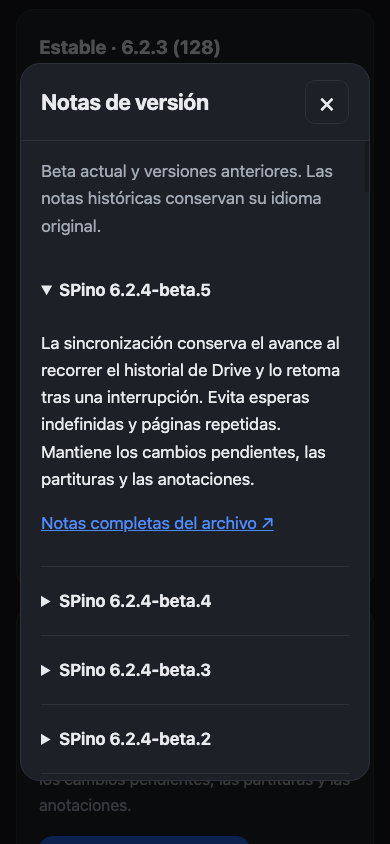 Estable · 6.2.3 (128)
Notas de versión
×
Beta actual y versiones anteriores. Las
notas históricas conservan su idioma
original.
▼ SPino 6.2.4-beta.5
La sincronización conserva el avance al
recorrer el historial de Drive y lo retoma
tras una interrupción. Evita esperas
indefinidas y páginas repetidas.
Mantiene los cambios pendientes, las
partituras y las anotaciones.
Notas completas del archivo ↗
▶ SPino 6.2.4-beta.4
▶ SPino 6.2.4-beta.3
▶ SPino 6.2.4-beta.2
los cambios pendientes, las partituras y las
anotaciones.